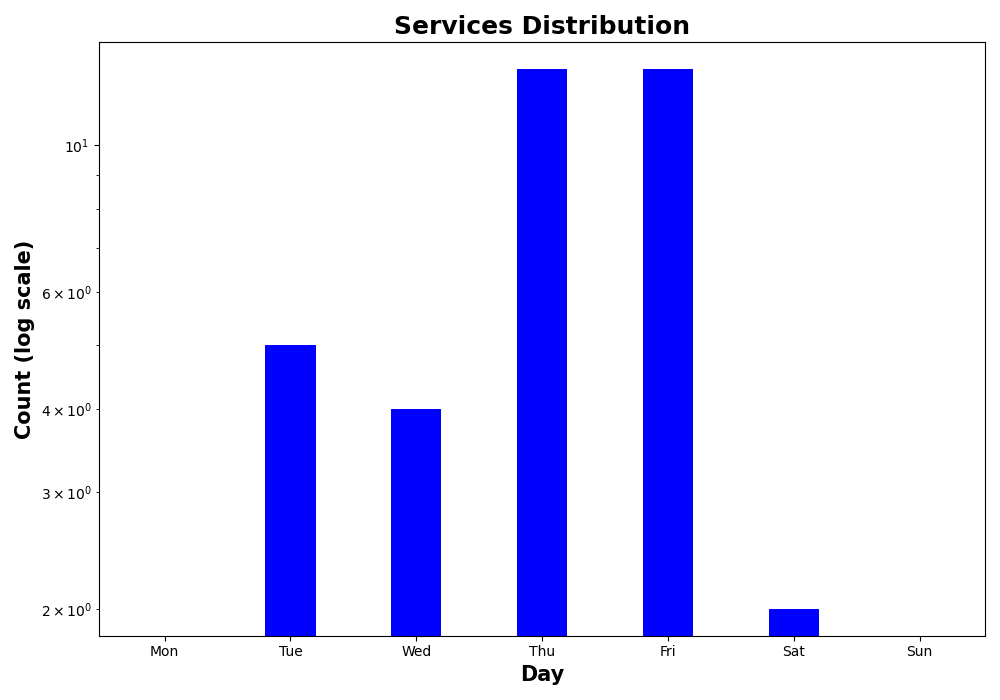 Services Distribution
Count (log scale)
10¹
6 × 10⁰
4 × 10⁰
3 × 10⁰
2 × 10⁰
Mon Tue Wed Thu Fri Sat Sun
Day